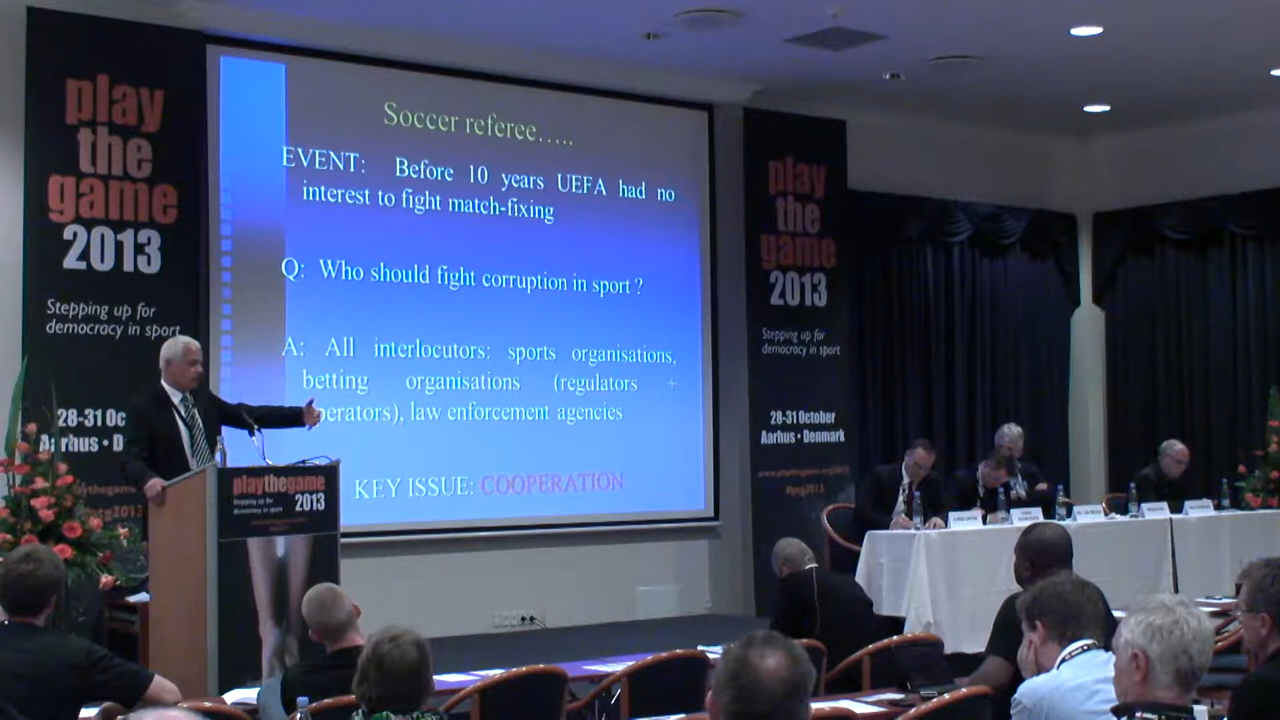 play
the
game
2013
Stepping up for
democracy in sport
28-31 Oc
Aarhus • D
Soccer referee.....
EVENT: Before 10 years UEFA had no
interest to fight match-fixing
Q: Who should fight corruption in sport ?
A: All interlocutors: sports organisations,
betting organisations (regulators +
perators), law enforcement agencies
KEY ISSUE: COOPERATION
playthegame
2013
Stepping up for
democracy in sport
play
the
game
2013
Stepping up for
democracy in sport
28-31 October
Aarhus • Denmark
#ptg2013